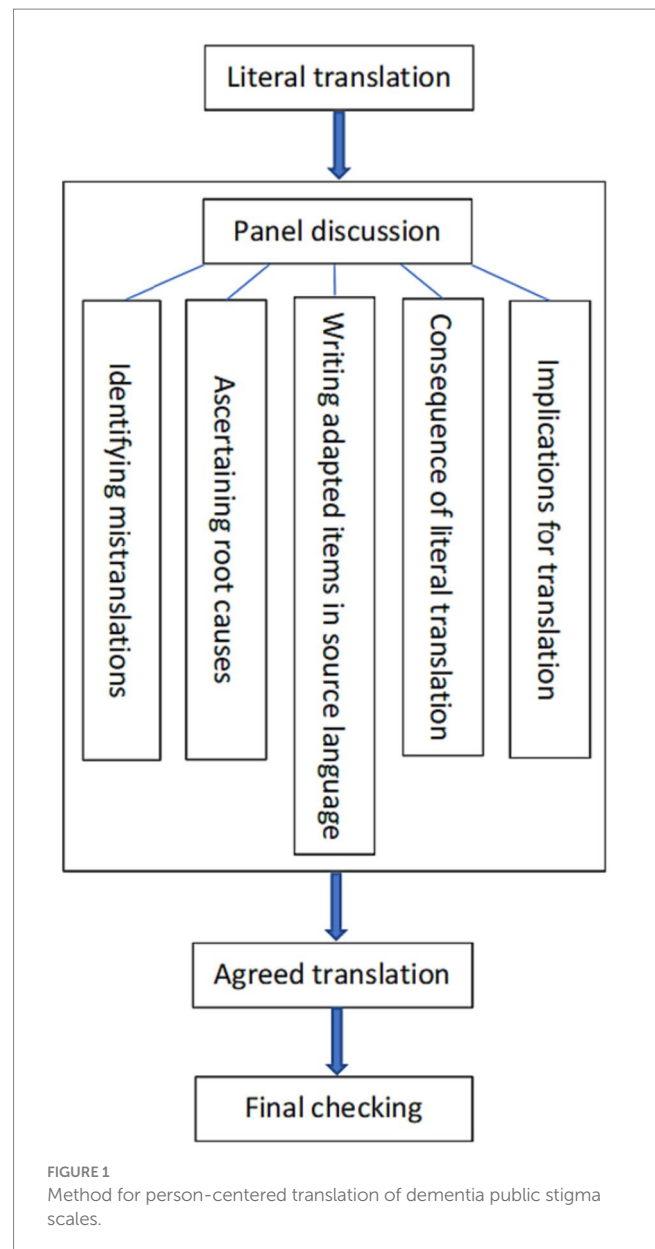 Literal translation
Panel discussion
Identifying mistranslations
Ascertaining root causes
Writing adapted items in source language
Consequence of literal translation
Implications for translation
Agreed translation
Final checking
FIGURE 1
Method for person-centered translation of dementia public stigma
scales.